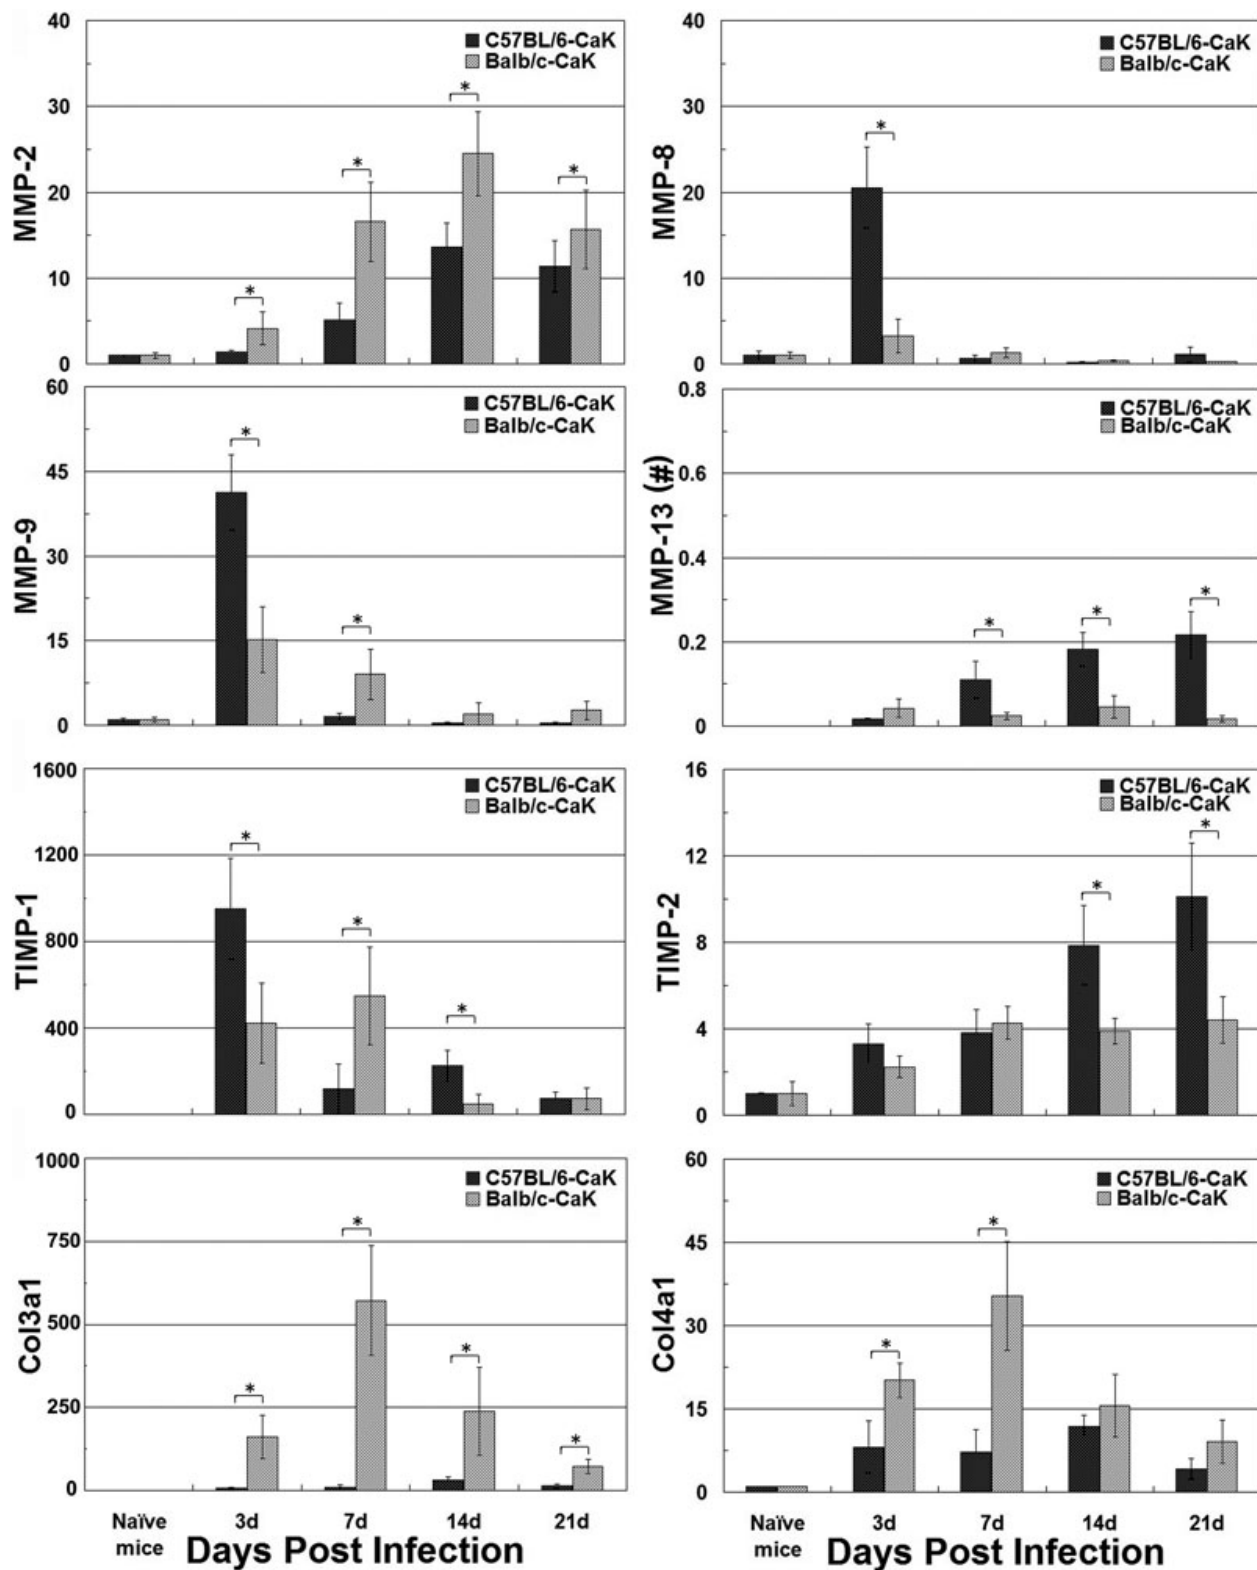 MMP-2
40
30
20
10
0
C57BL/6-CaK
Balb/c-CaK
*
*
*
*
MMP-8
40
30
20
10
0
C57BL/6-CaK
Balb/c-CaK
*
MMP-9
60
45
30
15
0
C57BL/6-CaK
Balb/c-CaK
*
*
MMP-13 (#)
0.8
0.6
0.4
0.2
0
C57BL/6-CaK
Balb/c-CaK
*
*
*
TIMP-1
1600
1200
800
400
0
C57BL/6-CaK
Balb/c-CaK
*
*
*
TIMP-2
16
12
8
4
0
C57BL/6-CaK
Balb/c-CaK
*
*
Col3a1
1000
750
500
250
0
C57BL/6-CaK
Balb/c-CaK
*
*
*
*
Naïve mice
3d
7d
14d
21d
Days Post Infection
Col4a1
60
45
30
15
0
C57BL/6-CaK
Balb/c-CaK
*
*
Naïve mice
3d
7d
14d
21d
Days Post Infection